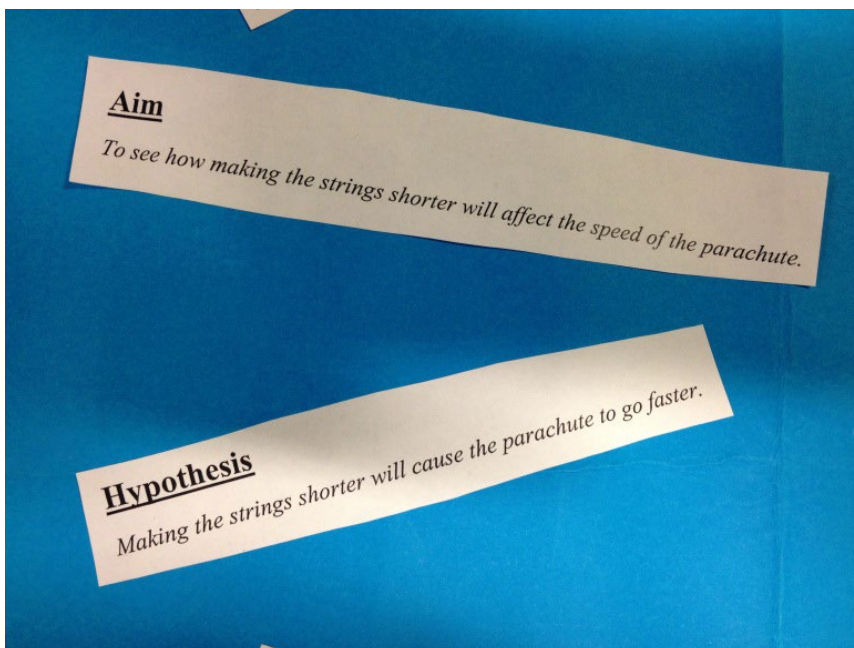 Aim
To see how making the strings shorter will affect the speed of the parachute.
Hypothesis
Making the strings shorter will cause the parachute to go faster.